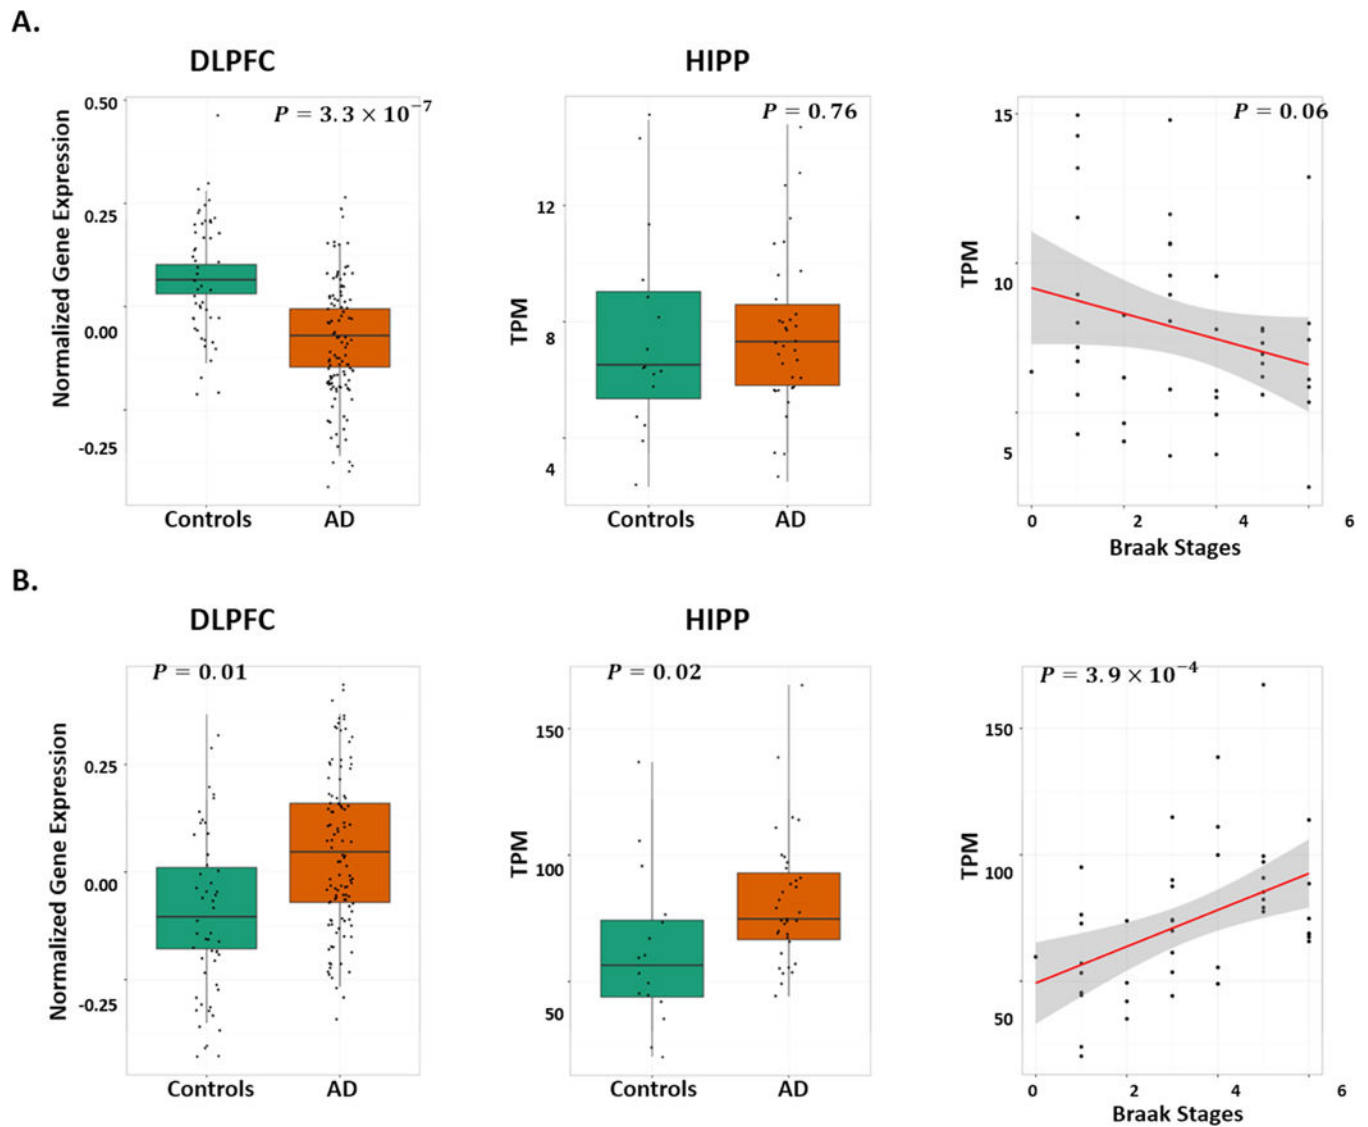 A.
DLPFC
HIPP
P = 3.3 × 10⁻⁷
P = 0.76
P = 0.06
Normalized Gene Expression
0.50
0.25
0.00
-0.25
Controls
AD
TPM
12
8
4
Controls
AD
TPM
15
10
5
0
2
4
6
Braak Stages
B.
DLPFC
HIPP
P = 0.01
P = 0.02
P = 3.9 × 10⁻⁴
Normalized Gene Expression
0.25
0.00
-0.25
Controls
AD
TPM
150
100
50
Controls
AD
TPM
150
100
50
0
2
4
6
Braak Stages